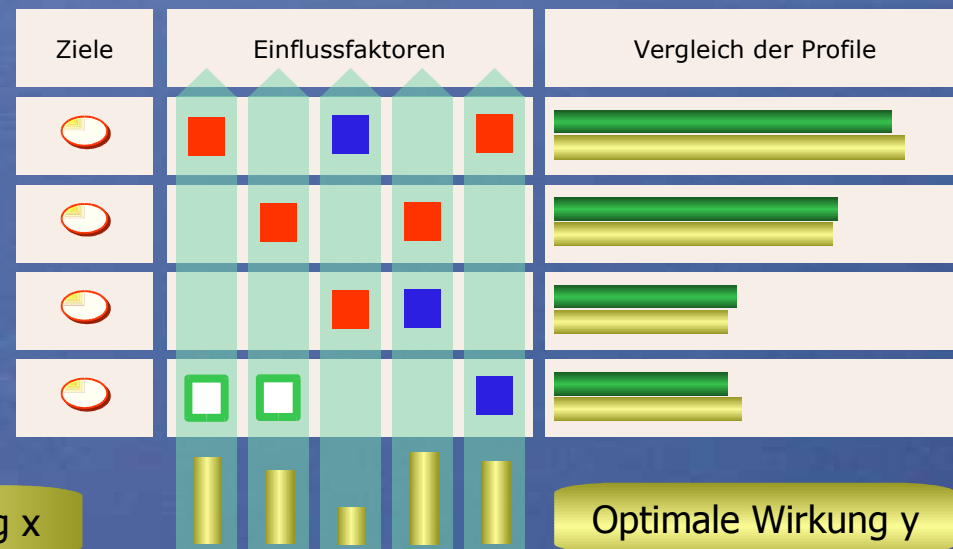 Ziele
Einflussfaktoren
Vergleich der Profile
g x
Optimale Wirkung y